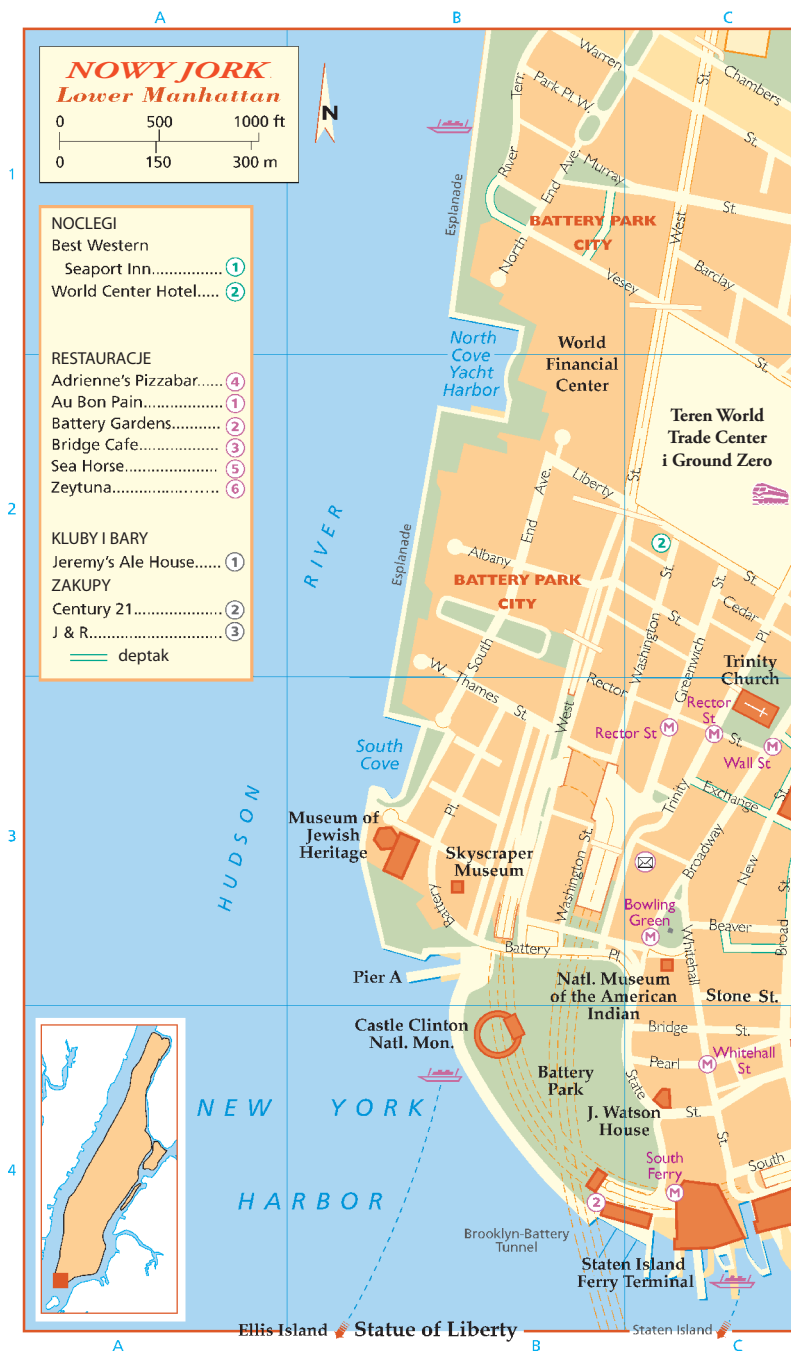 A
B
C
NOWY JORK
Lower Manhattan
0 500 1000 ft
0 150 300 m
N
1
2
3
4
NOCLEGI
Best Western
Seaport Inn............... 1
World Center Hotel..... 2
RESTAURACJE
Adrienne's Pizzabar...... 4
Au Bon Pain................. 1
Battery Gardens........... 2
Bridge Cafe................. 3
Sea Horse..................... 5
Zeytuna........................ 6
KLUBY I BARY
Jeremy's Ale House...... 1
ZAKUPY
Century 21.................... 2
J & R.............................. 3
deptak
Warren
Chambers
St.
St.
Park Pl. W.
River
Terr.
Murray
St.
North
End
Ave.
Esplanade
BATTERY PARK
CITY
West
St.
Barclay
St.
Vesey
North
Cove
Yacht
Harbor
World
Financial
Center
Teren World
Trade Center
i Ground Zero
Liberty
St.
South
End
Ave.
2
Albany
St.
Esplanade
BATTERY PARK
CITY
Cedar
Washington
St.
Greenwich
St.
Pl.
RIVER
HUDSON
Trinity
Church
W. Thames
St.
Rector
St.
West
Rector St
M
Rector
St
M
Wall St
M
South
Cove
Trinity
Exchange
Broadway
New
St.
Broad
St.
Museum of
Jewish
Heritage
Skyscraper
Museum
Battery
Pl.
Washington
St.
Bowling
Green
M
Beaver
Whitehall
St.
Battery
Pl.
Pier A
Natl. Museum
of the American
Indian
Stone St.
Castle Clinton
Natl. Mon.
Bridge
St.
Pearl
Whitehall
St
M
Battery
Park
State
St.
J. Watson
House
NEW YORK
HARBOR
South
Ferry
M
South
2
Brooklyn-Battery
Tunnel
Staten Island
Ferry Terminal
Ellis Island
Statue of Liberty
Staten Island
A
B
C